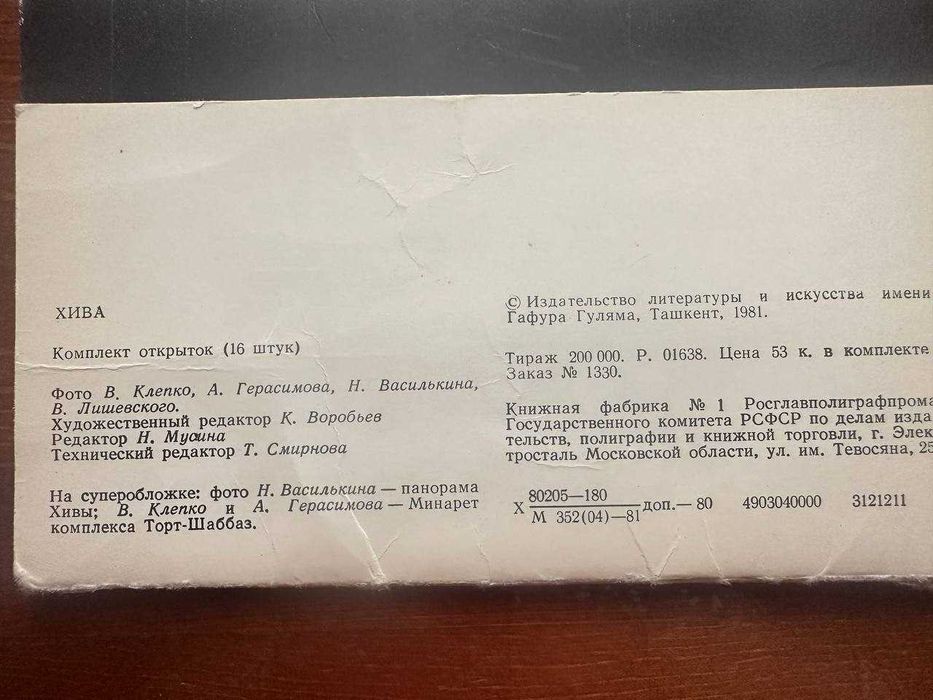 ХИВА
Комплект открыток (16 штук)
Фото В. Клепко, А. Герасимова, Н. Василькина,
В. Лишевского.
Художественный редактор К. Воробьев
Редактор Н. Мусина
Технический редактор Т. Смирнова
На суперобложке: фото Н. Василькина — панорама
Хивы; В. Клепко и А. Герасимова — Минарет
комплекса Торт-Шаббаз.
© Издательство литературы и искусства имени
Гафура Гуляма, Ташкент, 1981.
Тираж 200 000. Р. 01638. Цена 53 к. в комплекте
Заказ № 1330.
Книжная фабрика № 1 Росглавполиграфпрома
Государственного комитета РСФСР по делам изда-
тельств, полиграфии и книжной торговли, г. Элек-
тросталь Московской области, ул. им. Тевосяна, 25
80205—180
Х доп.— 80 4903040000 3121211
М 352(04)—81